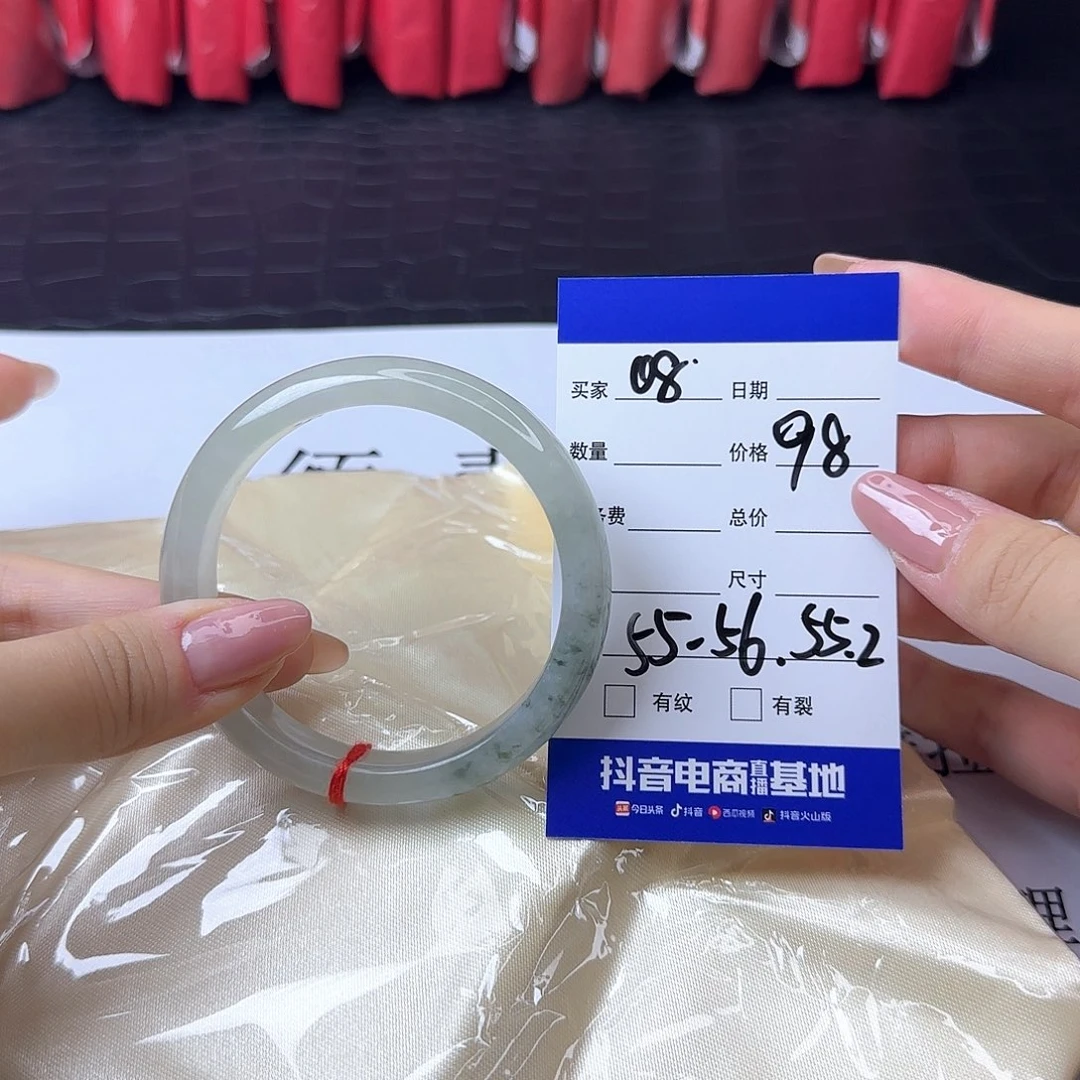 买家 08. 日期
数量 价格 98
费 总价
尺寸
55.56.55.2
有纹 有裂
抖音电商直播基地
头条 今日头条 抖音 西瓜视频 抖音火山版